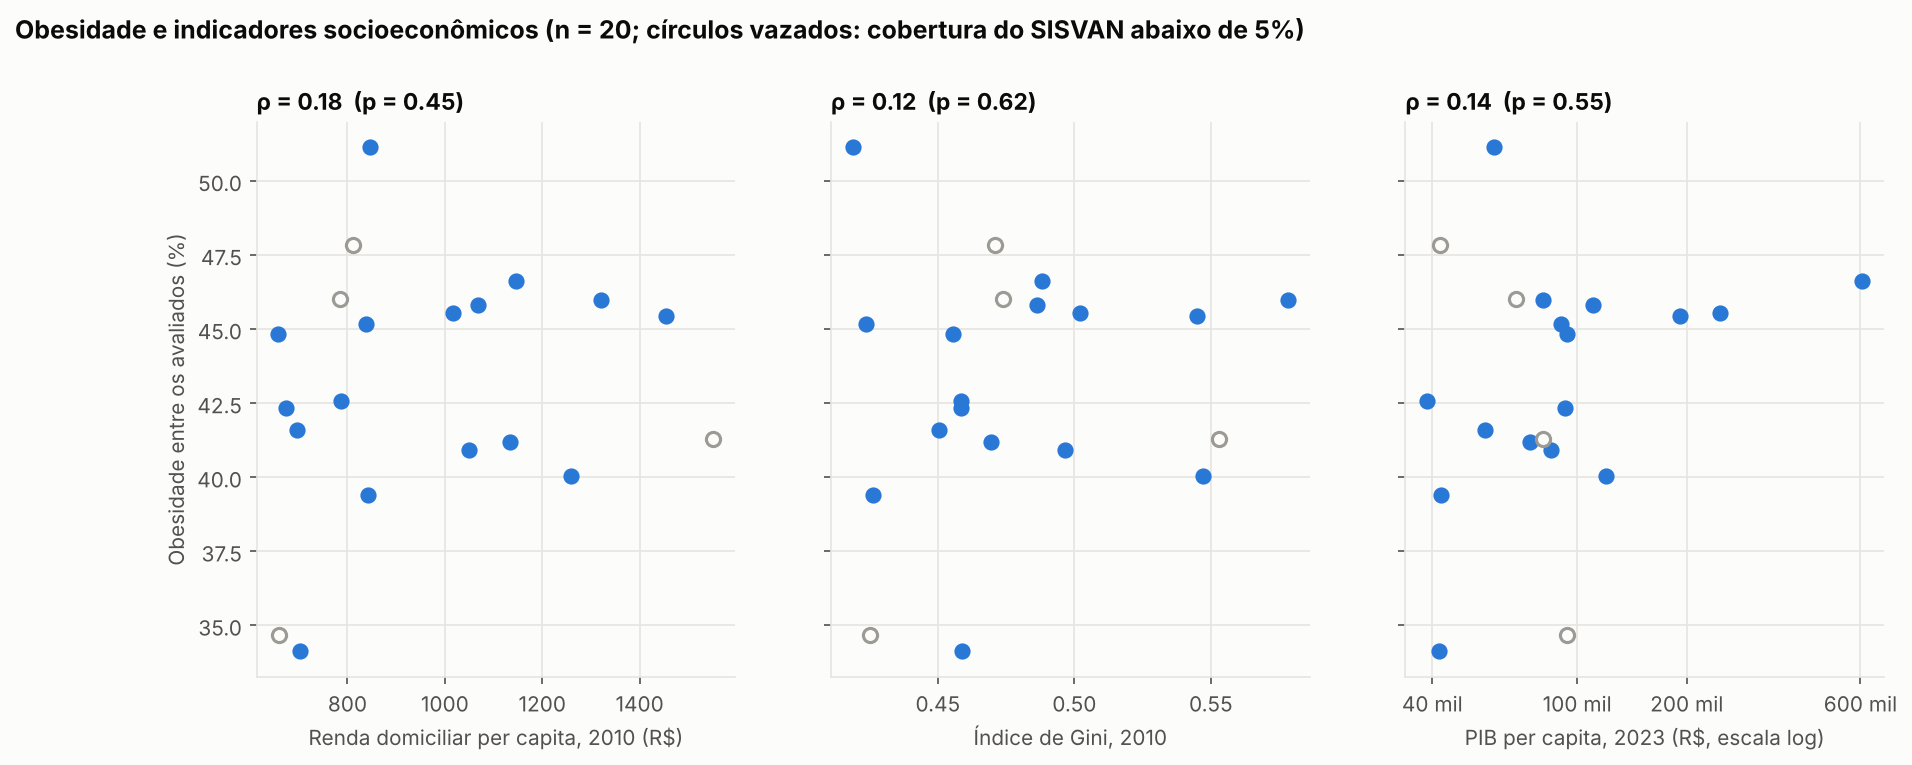 Obesidade e indicadores socioeconômicos (n = 20; círculos vazados: cobertura do SISVAN abaixo de 5%)
ρ = 0.18 (p = 0.45)
ρ = 0.12 (p = 0.62)
ρ = 0.14 (p = 0.55)
Obesidade entre os avaliados (%)
50.0
47.5
45.0
42.5
40.0
37.5
35.0
800 1000 1200 1400
Renda domiciliar per capita, 2010 (R$)
0.45 0.50 0.55
Índice de Gini, 2010
40 mil 100 mil 200 mil 600 mil
PIB per capita, 2023 (R$, escala log)